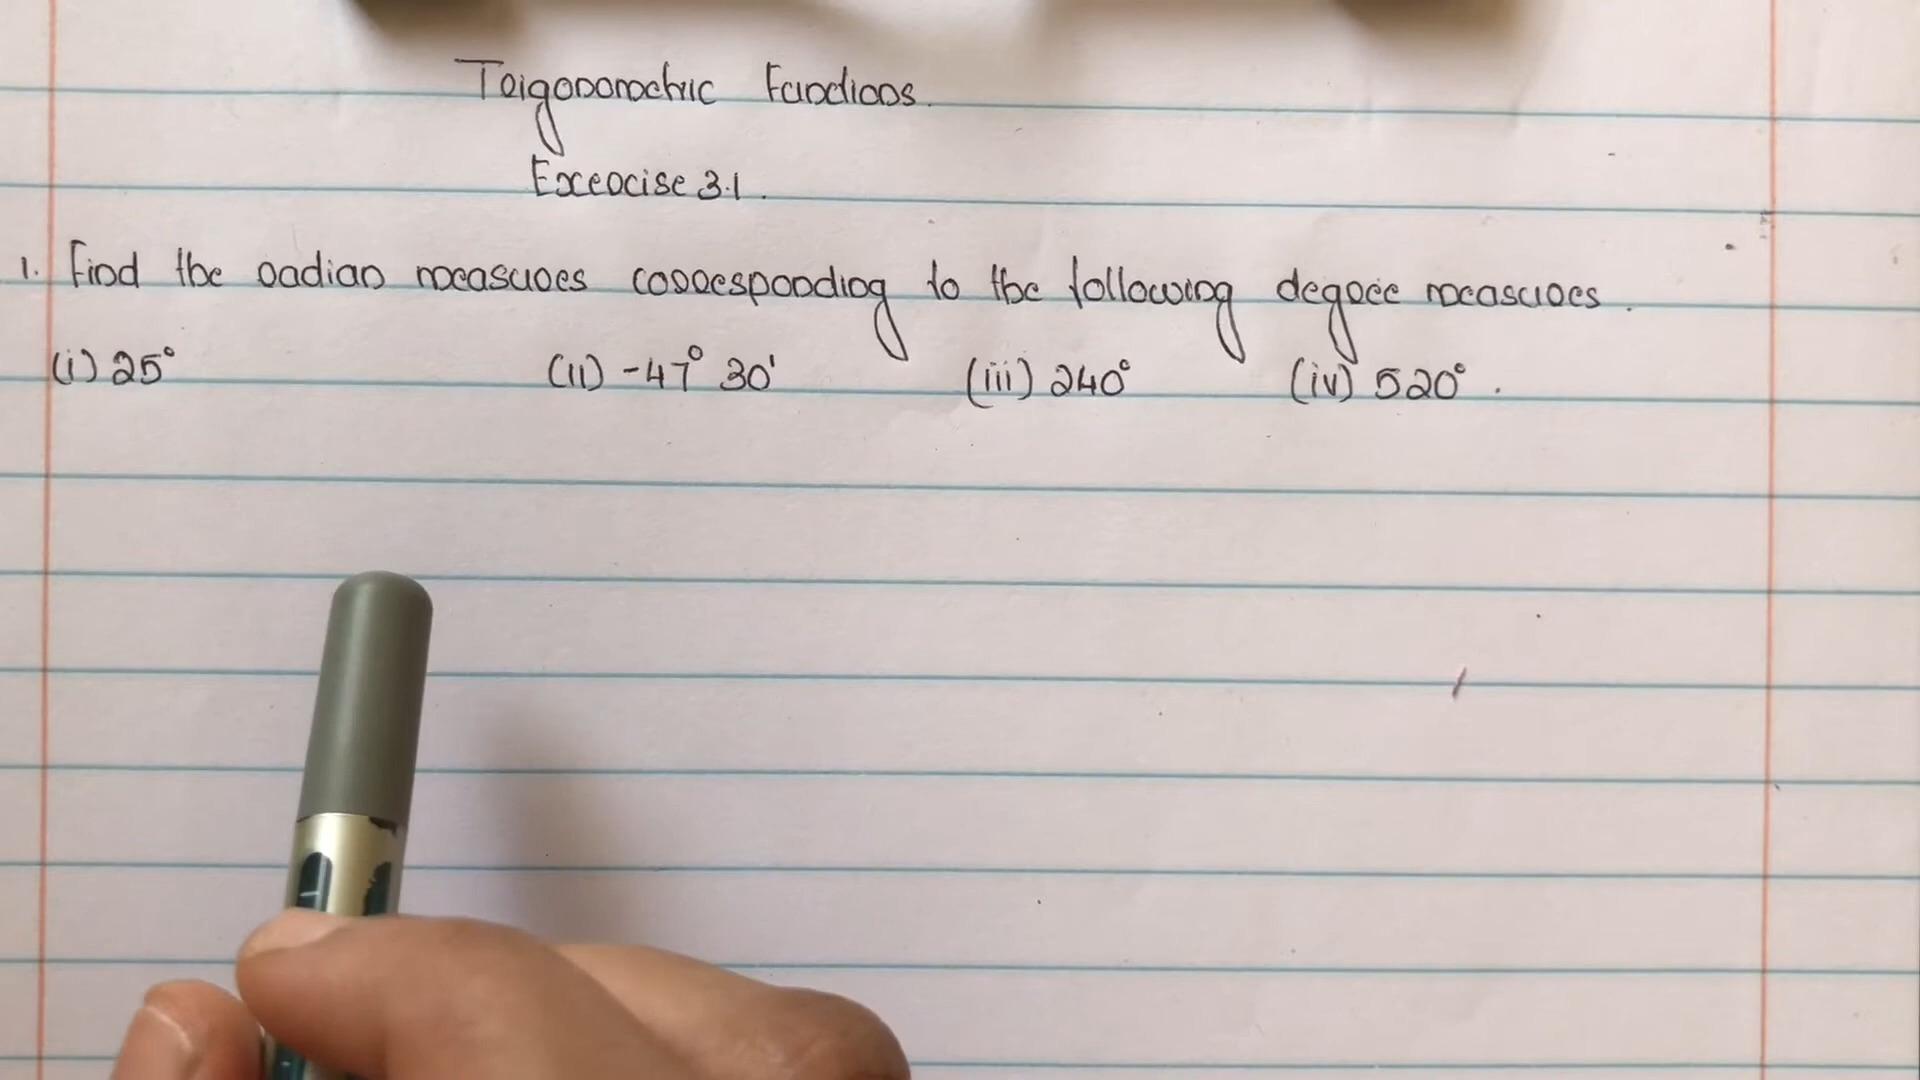 Trigonometric Functions.
Exercise 3.1.
1. Find the radian measures corresponding to the following degree measures.
(i) 25° (ii) -47° 30' (iii) 240° (iv) 520°.